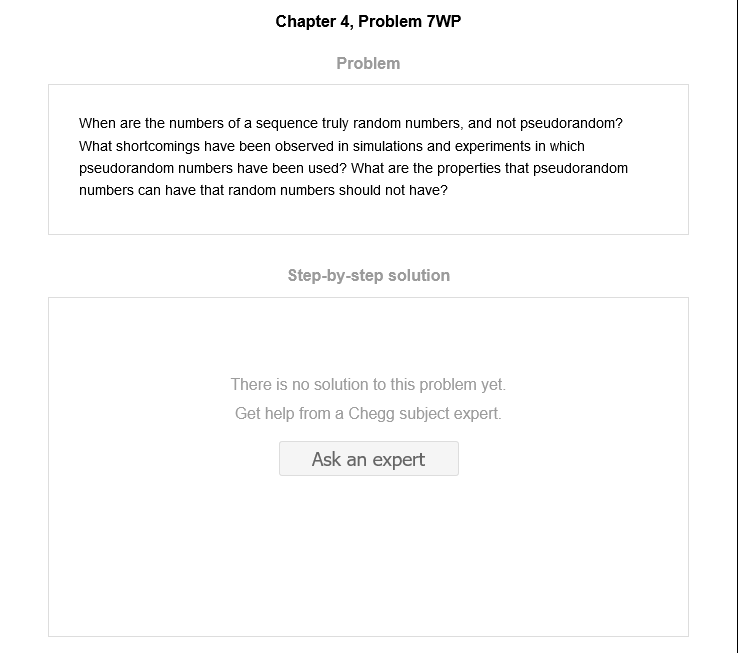 Chapter 4, Problem 7WP
Problem
When are the numbers of a sequence truly random numbers, and not pseudorandom?
What shortcomings have been observed in simulations and experiments in which
pseudorandom numbers have been used? What are the properties that pseudorandom
numbers can have that random numbers should not have?
Step-by-step solution
There is no solution to this problem yet.
Get help from a Chegg subject expert.
Ask an expert